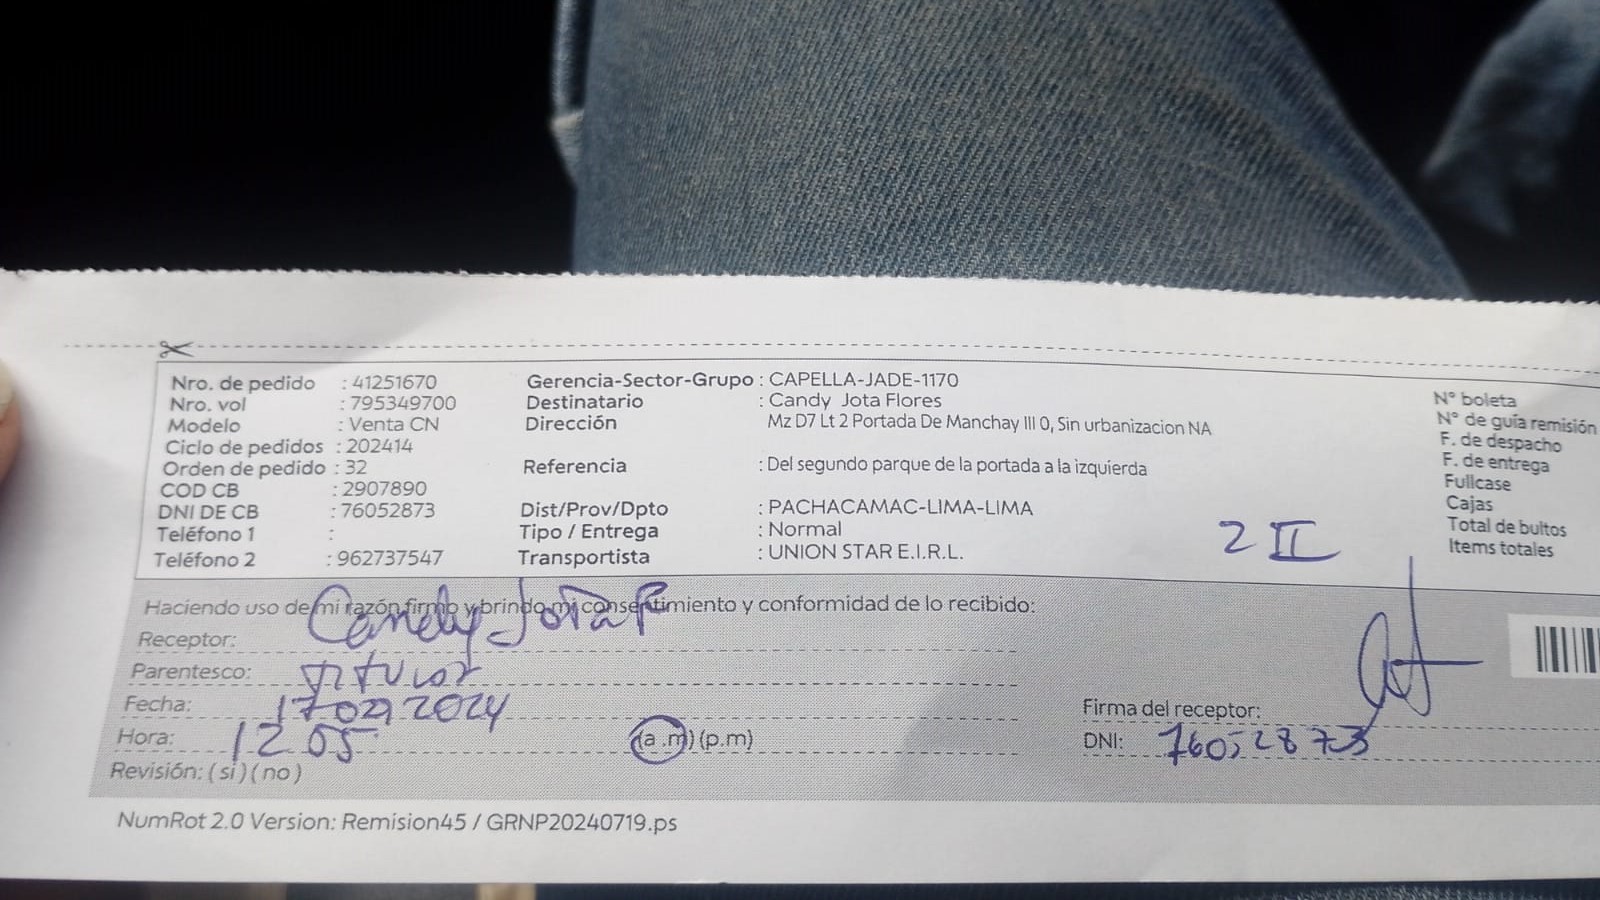 Nro. de pedido : 41251670
Nro. vol : 795349700
Modelo : Venta CN
Ciclo de pedidos : 202414
Orden de pedido : 32
COD CB : 2907890
DNI DE CB : 76052873
Teléfono 1 :
Teléfono 2 : 962737547
Gerencia-Sector-Grupo : CAPELLA-JADE-1170
Destinatario : Candy Jota Flores
Dirección Mz D7 Lt 2 Portada De Manchay III 0, Sin urbanizacion NA
Referencia : Del segundo parque de la portada a la izquierda
Dist/Prov/Dpto : PACHACAMAC-LIMA-LIMA
Tipo / Entrega : Normal
Transportista : UNION STAR E.I.R.L.
N° boleta
N° de guía remisión
F. de despacho
F. de entrega
Fullcase
Cajas
Total de bultos
Items totales
2 II
Haciendo uso de mi razón firmo y brindo mi consentimiento y conformidad de lo recibido:
Receptor: Candy Jota F
Parentesco: Titular
Fecha: 17 09 2024
Hora: 12 05 (a.m) (p.m)
Revisión: (si) (no)
Firma del receptor:
DNI: 76052873
NumRot 2.0 Version: Remision45 / GRNP20240719.ps